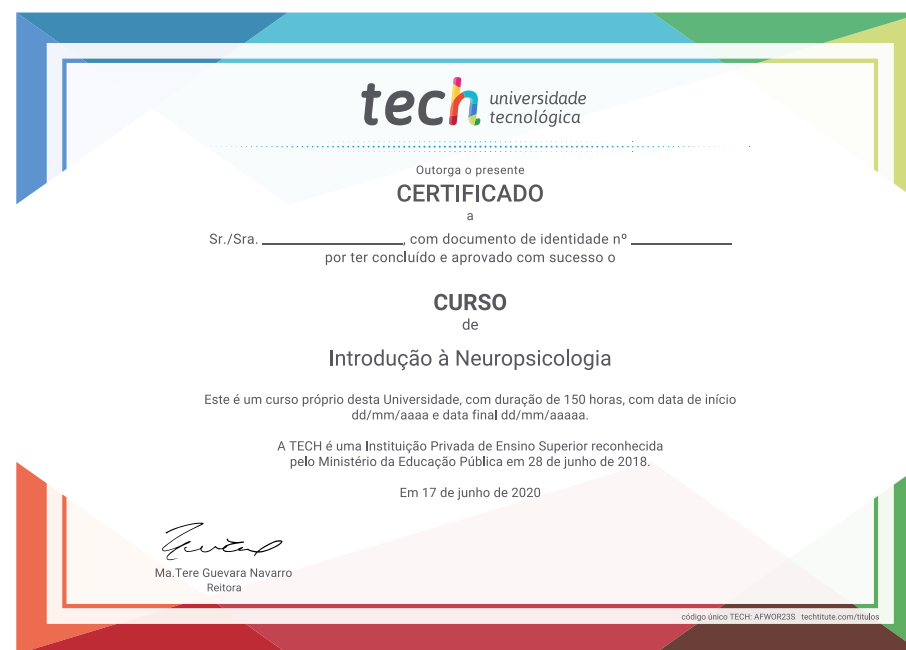 tech universidade
tecnológica
Outorga o presente
CERTIFICADO
a
Sr./Sra. ________________, com documento de identidade nº ____________
por ter concluído e aprovado com sucesso o
CURSO
de
Introdução à Neuropsicologia
Este é um curso próprio desta Universidade, com duração de 150 horas, com data de início
dd/mm/aaaa e data final dd/mm/aaaaa.
A TECH é uma Instituição Privada de Ensino Superior reconhecida
pelo Ministério da Educação Pública em 28 de junho de 2018.
Em 17 de junho de 2020
Ma.Tere Guevara Navarro
Reitora
código único TECH: AFWOR23S techtitute.com/titulos